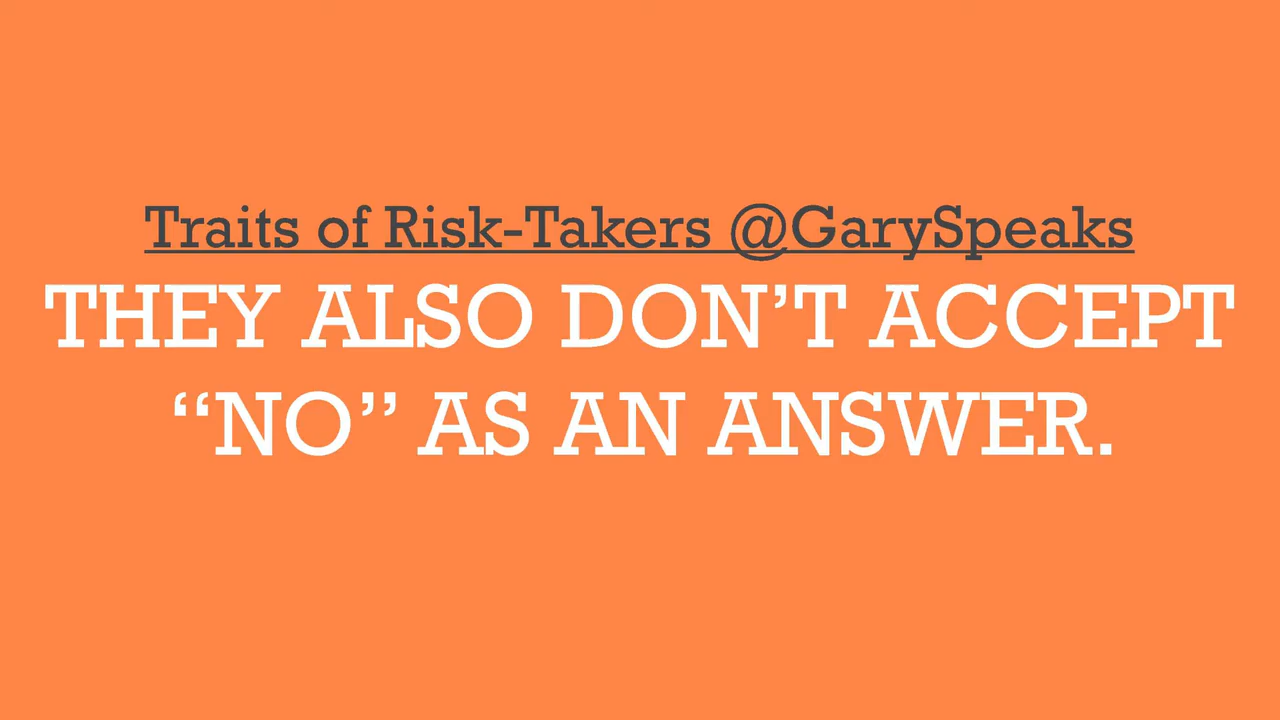 Traits of Risk-Takers @GarySpeaks
THEY ALSO DON’T ACCEPT
“NO” AS AN ANSWER.